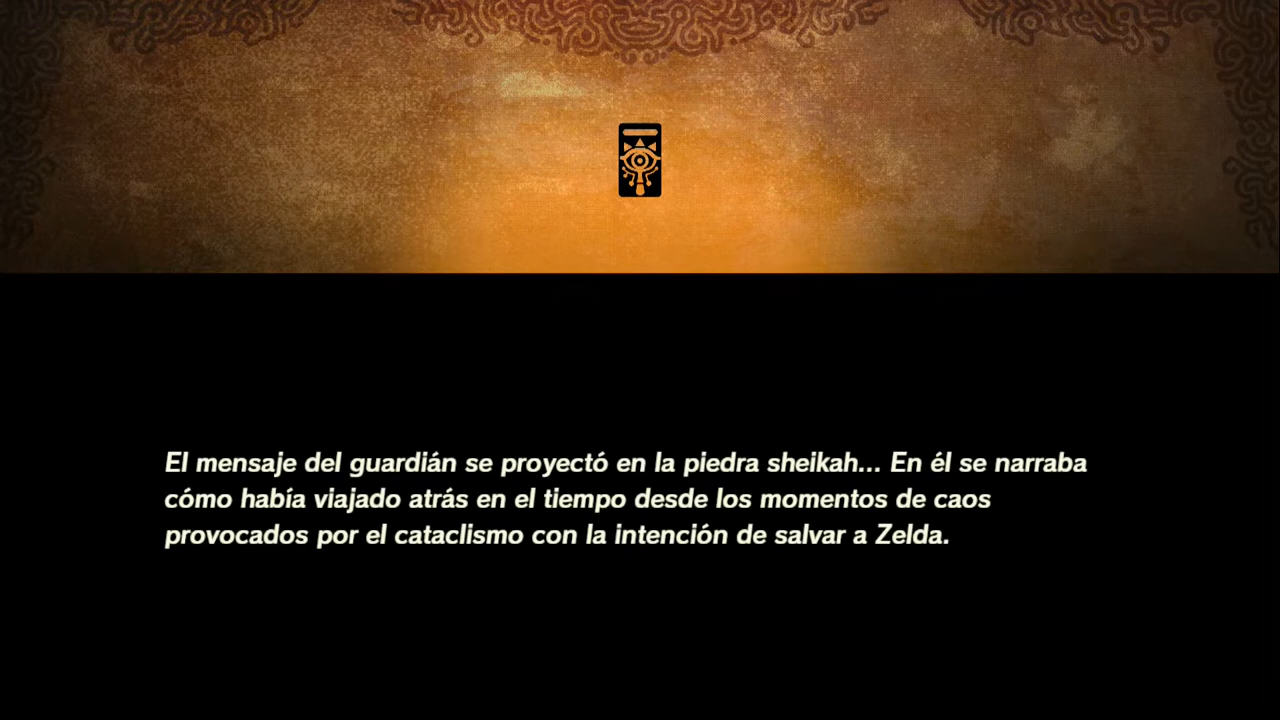 El mensaje del guardián se proyectó en la piedra sheikah... En él se narraba
cómo había viajado atrás en el tiempo desde los momentos de caos
provocados por el cataclismo con la intención de salvar a Zelda.